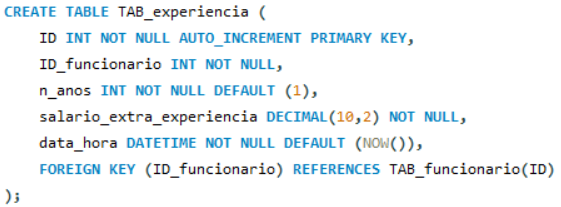 CREATE TABLE TAB_experiencia (
    ID INT NOT NULL AUTO_INCREMENT PRIMARY KEY,
    ID_funcionario INT NOT NULL,
    n_anos INT NOT NULL DEFAULT (1),
    salario_extra_experiencia DECIMAL(10,2) NOT NULL,
    data_hora DATETIME NOT NULL DEFAULT (NOW()),
    FOREIGN KEY (ID_funcionario) REFERENCES TAB_funcionario(ID)
);